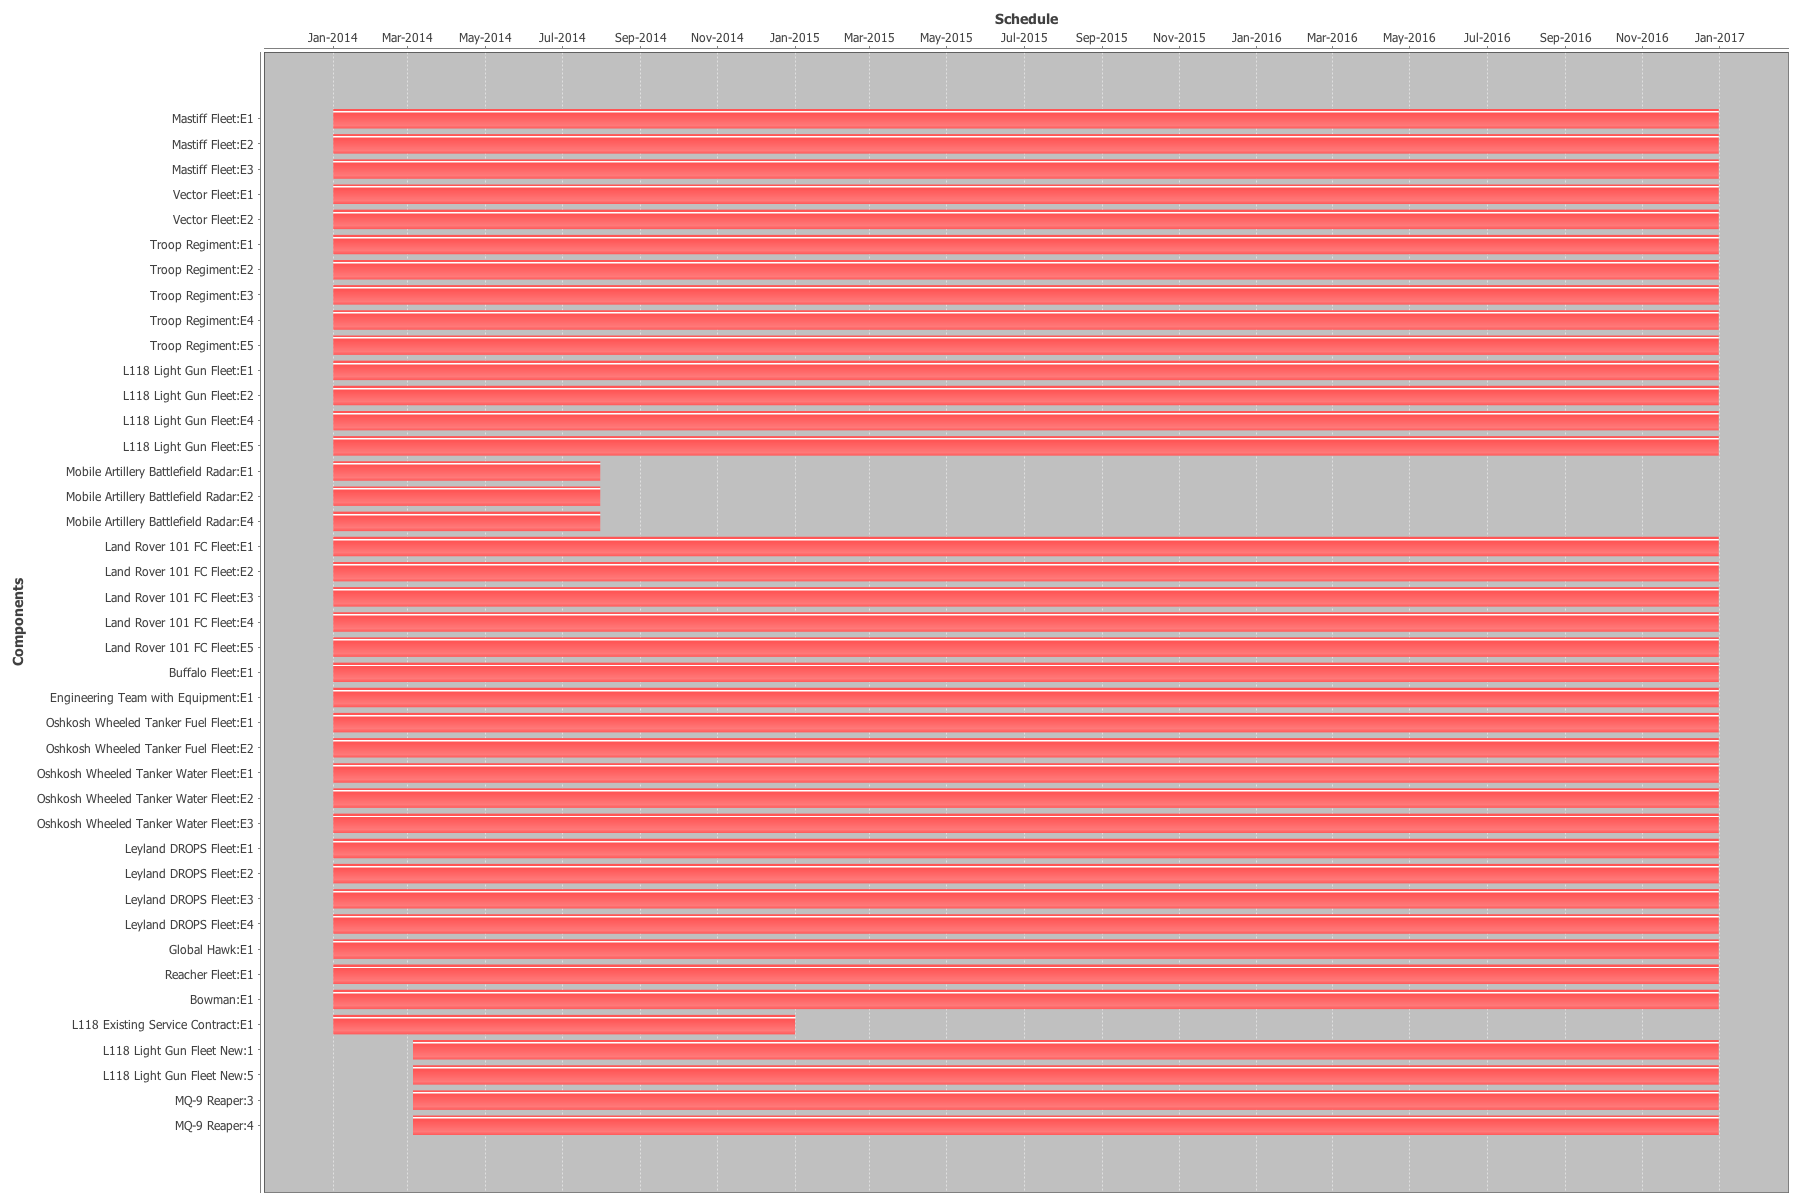 Schedule
Jan-2014 Mar-2014 May-2014 Jul-2014 Sep-2014 Nov-2014 Jan-2015 Mar-2015 May-2015 Jul-2015 Sep-2015 Nov-2015 Jan-2016 Mar-2016 May-2016 Jul-2016 Sep-2016 Nov-2016 Jan-2017
Components
Mastiff Fleet:E1
Mastiff Fleet:E2
Mastiff Fleet:E3
Vector Fleet:E1
Vector Fleet:E2
Troop Regiment:E1
Troop Regiment:E2
Troop Regiment:E3
Troop Regiment:E4
Troop Regiment:E5
L118 Light Gun Fleet:E1
L118 Light Gun Fleet:E2
L118 Light Gun Fleet:E4
L118 Light Gun Fleet:E5
Mobile Artillery Battlefield Radar:E1
Mobile Artillery Battlefield Radar:E2
Mobile Artillery Battlefield Radar:E4
Land Rover 101 FC Fleet:E1
Land Rover 101 FC Fleet:E2
Land Rover 101 FC Fleet:E3
Land Rover 101 FC Fleet:E4
Land Rover 101 FC Fleet:E5
Buffalo Fleet:E1
Engineering Team with Equipment:E1
Oshkosh Wheeled Tanker Fuel Fleet:E1
Oshkosh Wheeled Tanker Fuel Fleet:E2
Oshkosh Wheeled Tanker Water Fleet:E1
Oshkosh Wheeled Tanker Water Fleet:E2
Oshkosh Wheeled Tanker Water Fleet:E3
Leyland DROPS Fleet:E1
Leyland DROPS Fleet:E2
Leyland DROPS Fleet:E3
Leyland DROPS Fleet:E4
Global Hawk:E1
Reacher Fleet:E1
Bowman:E1
L118 Existing Service Contract:E1
L118 Light Gun Fleet New:1
L118 Light Gun Fleet New:5
MQ-9 Reaper:3
MQ-9 Reaper:4